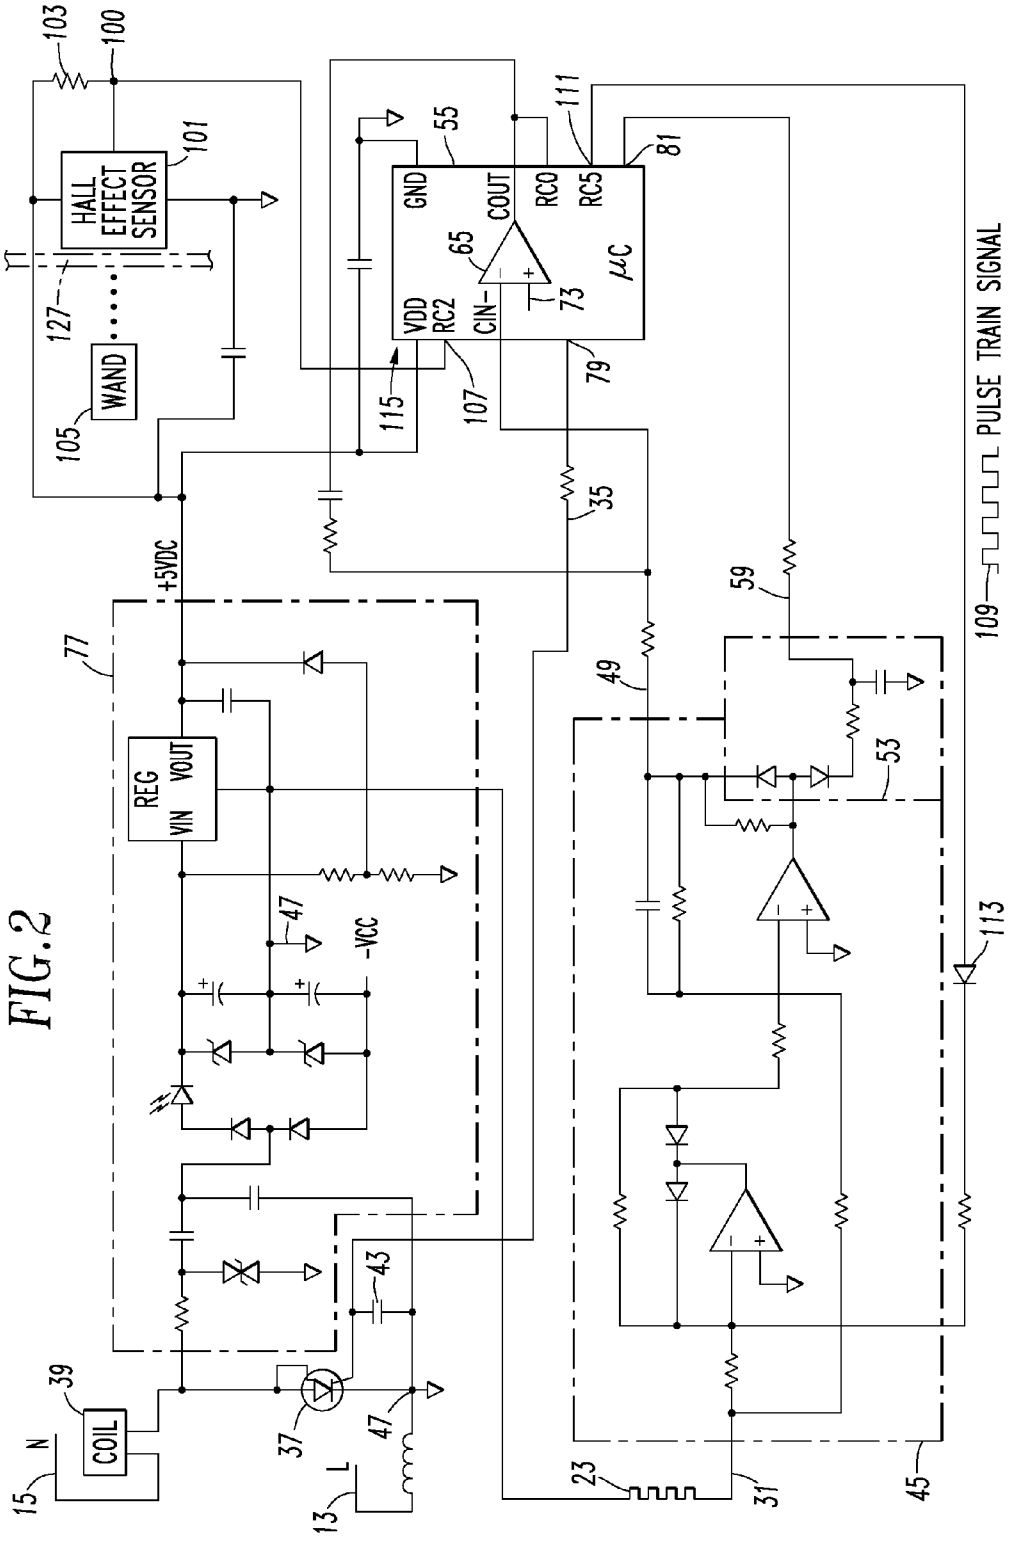 FIG.2
15
N
39
COIL
13
L
37
47
43
77
REG
VIN
VOUT
47
-VCC
+5VDC
105
WAND
127
HALL
EFFECT
SENSOR
101
103
100
115
107
VDD
RC2
CIN-
GND
COUT
RC0
RC5
65
-
+
73
μC
55
111
81
79
35
49
59
53
-
+
-
+
23
31
45
113
109
PULSE TRAIN SIGNAL
+
+